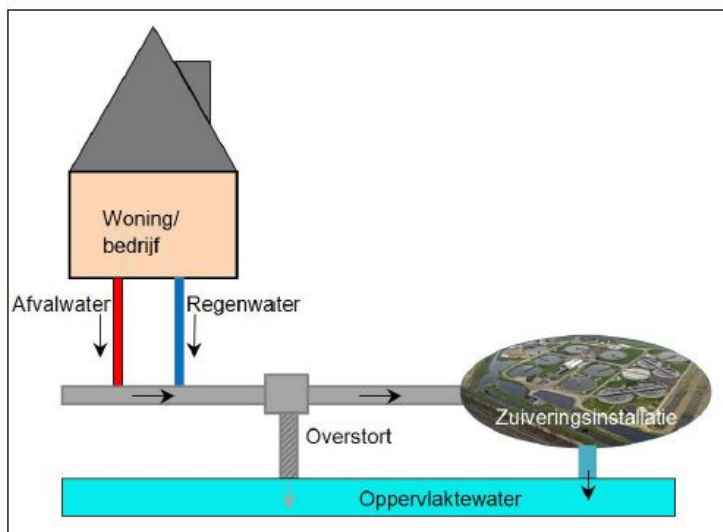 Woning/
bedrijf
Afvalwater
Regenwater
Zuiveringsinstallatie
Overstort
Oppervlaktewater